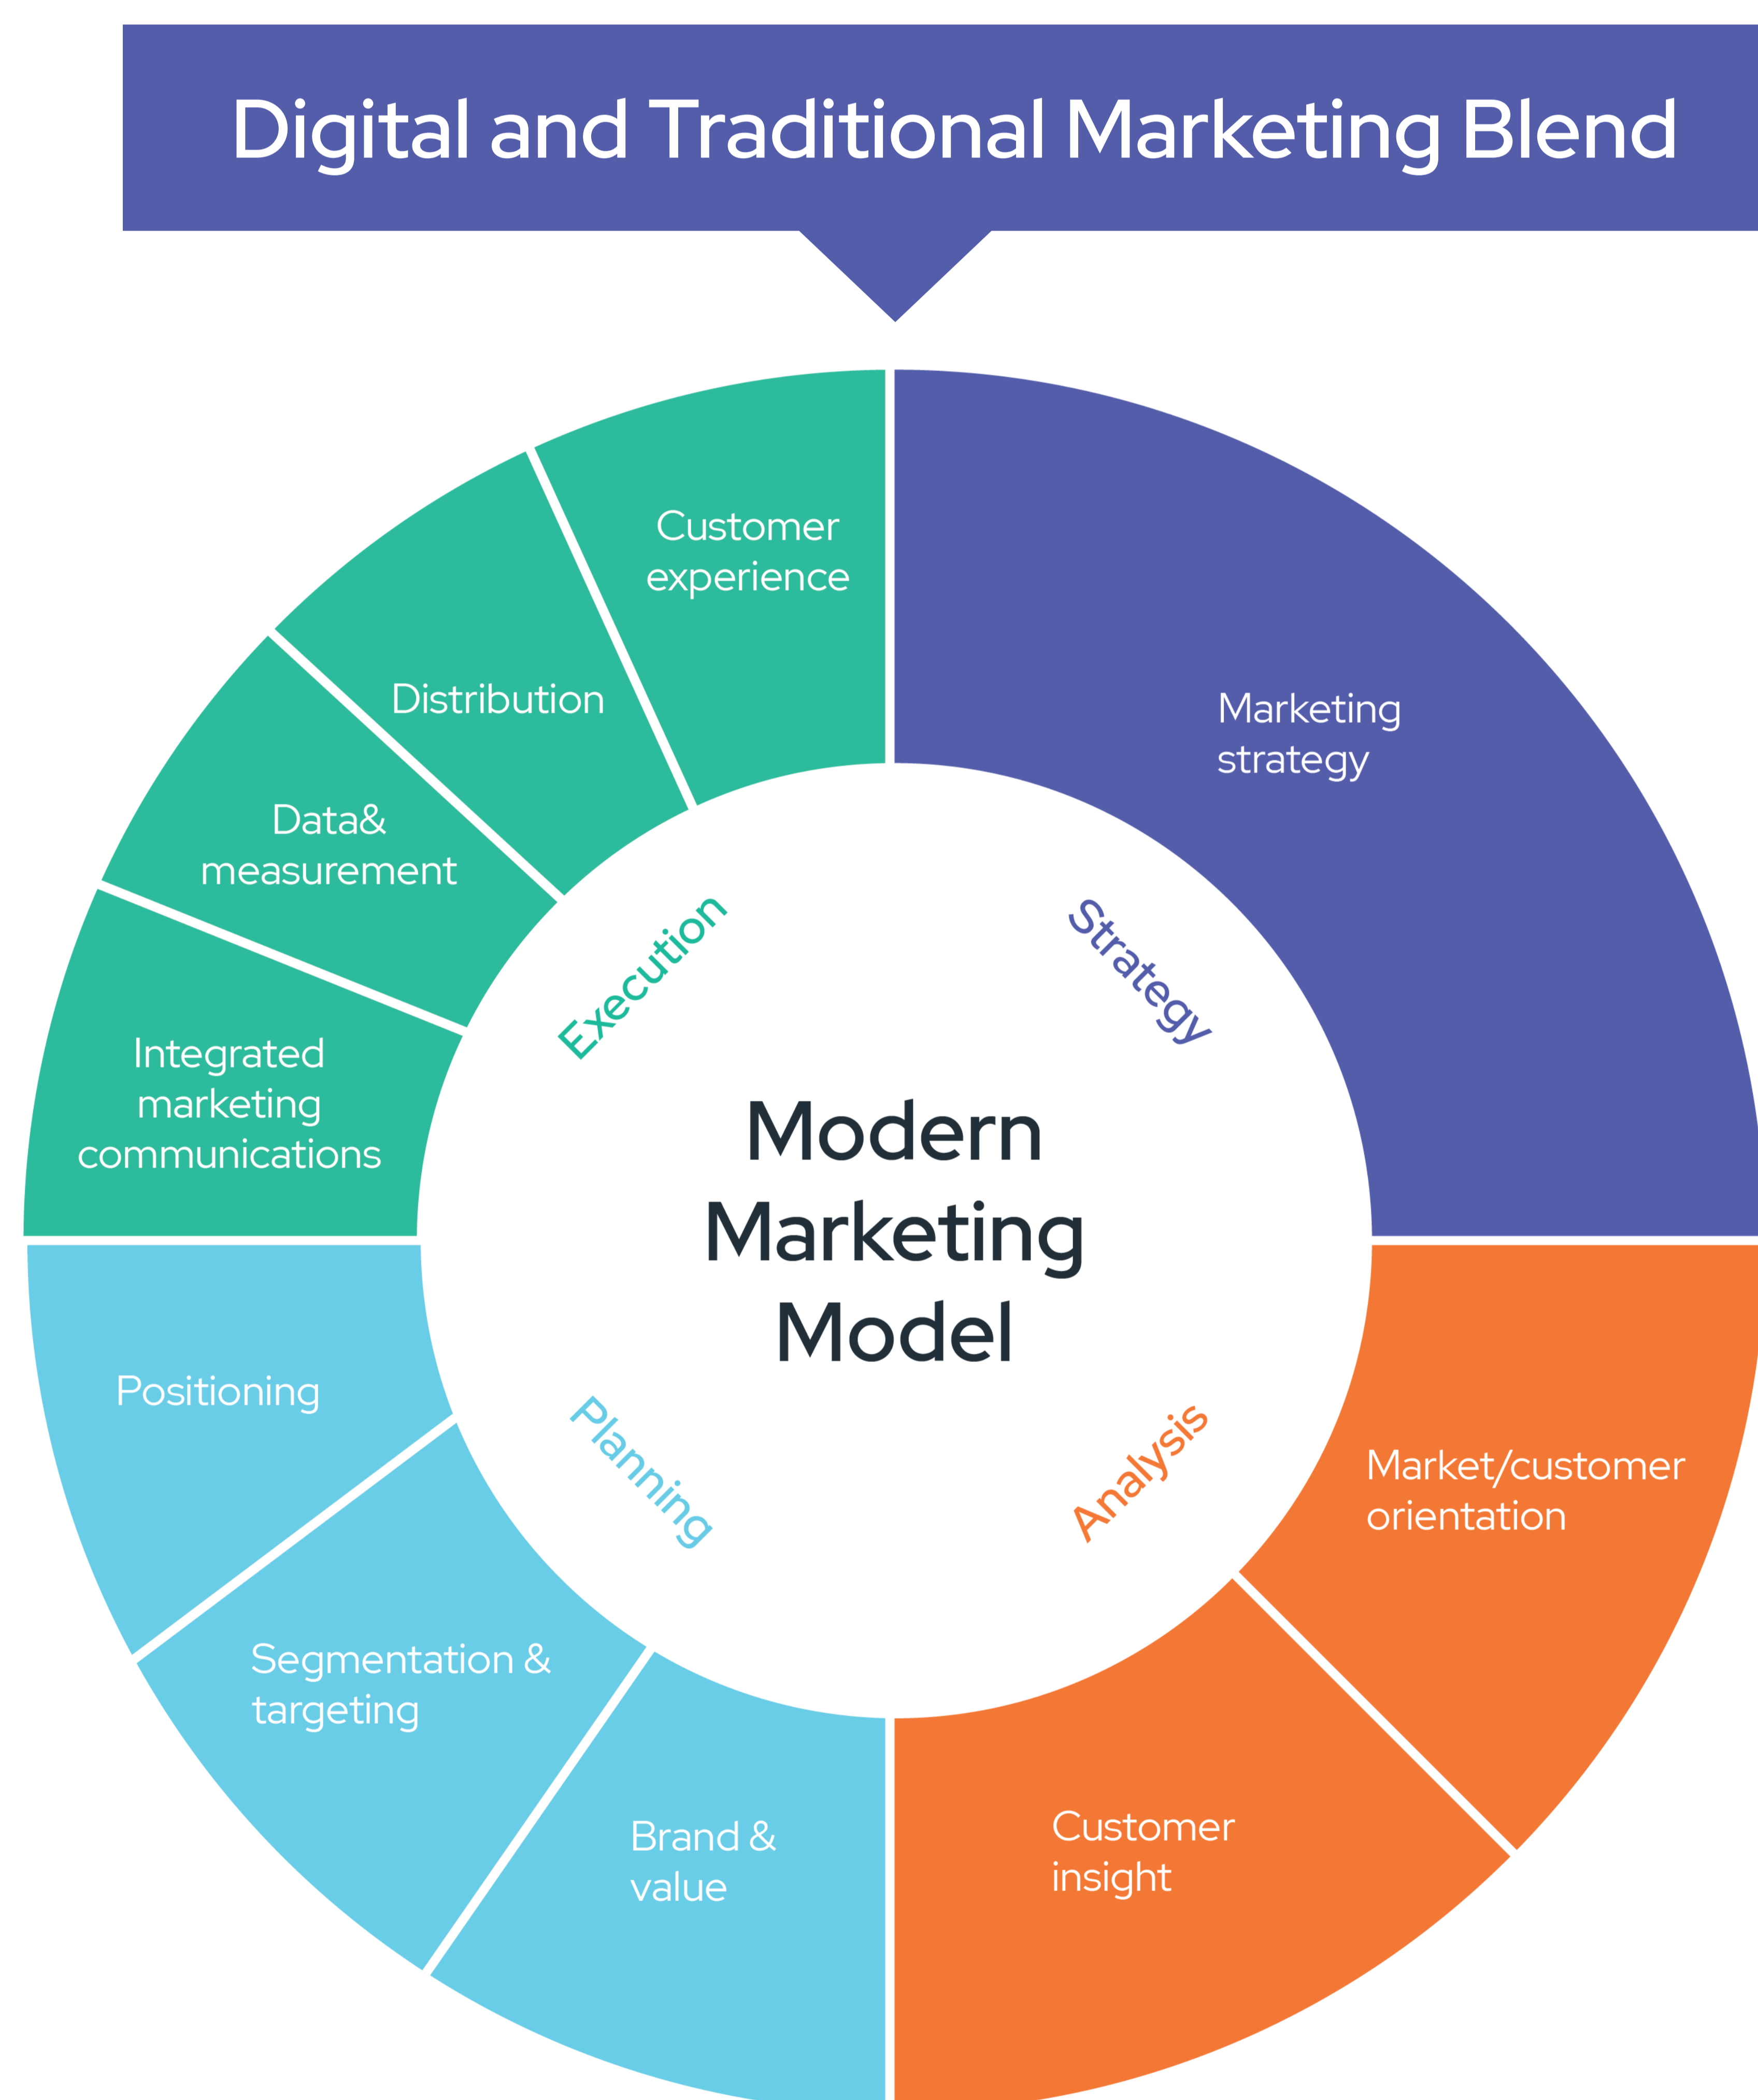 Digital and Traditional Marketing Blend
Customer
experience
Marketing
strategy
Distribution
Data&
measurement
Execution
Strategy
Integrated
marketing
communications
Modern
Marketing
Model
Positioning
Planning
Analysis
Market/customer
orientation
Segmentation &
targeting
Brand &
value
Customer
insight